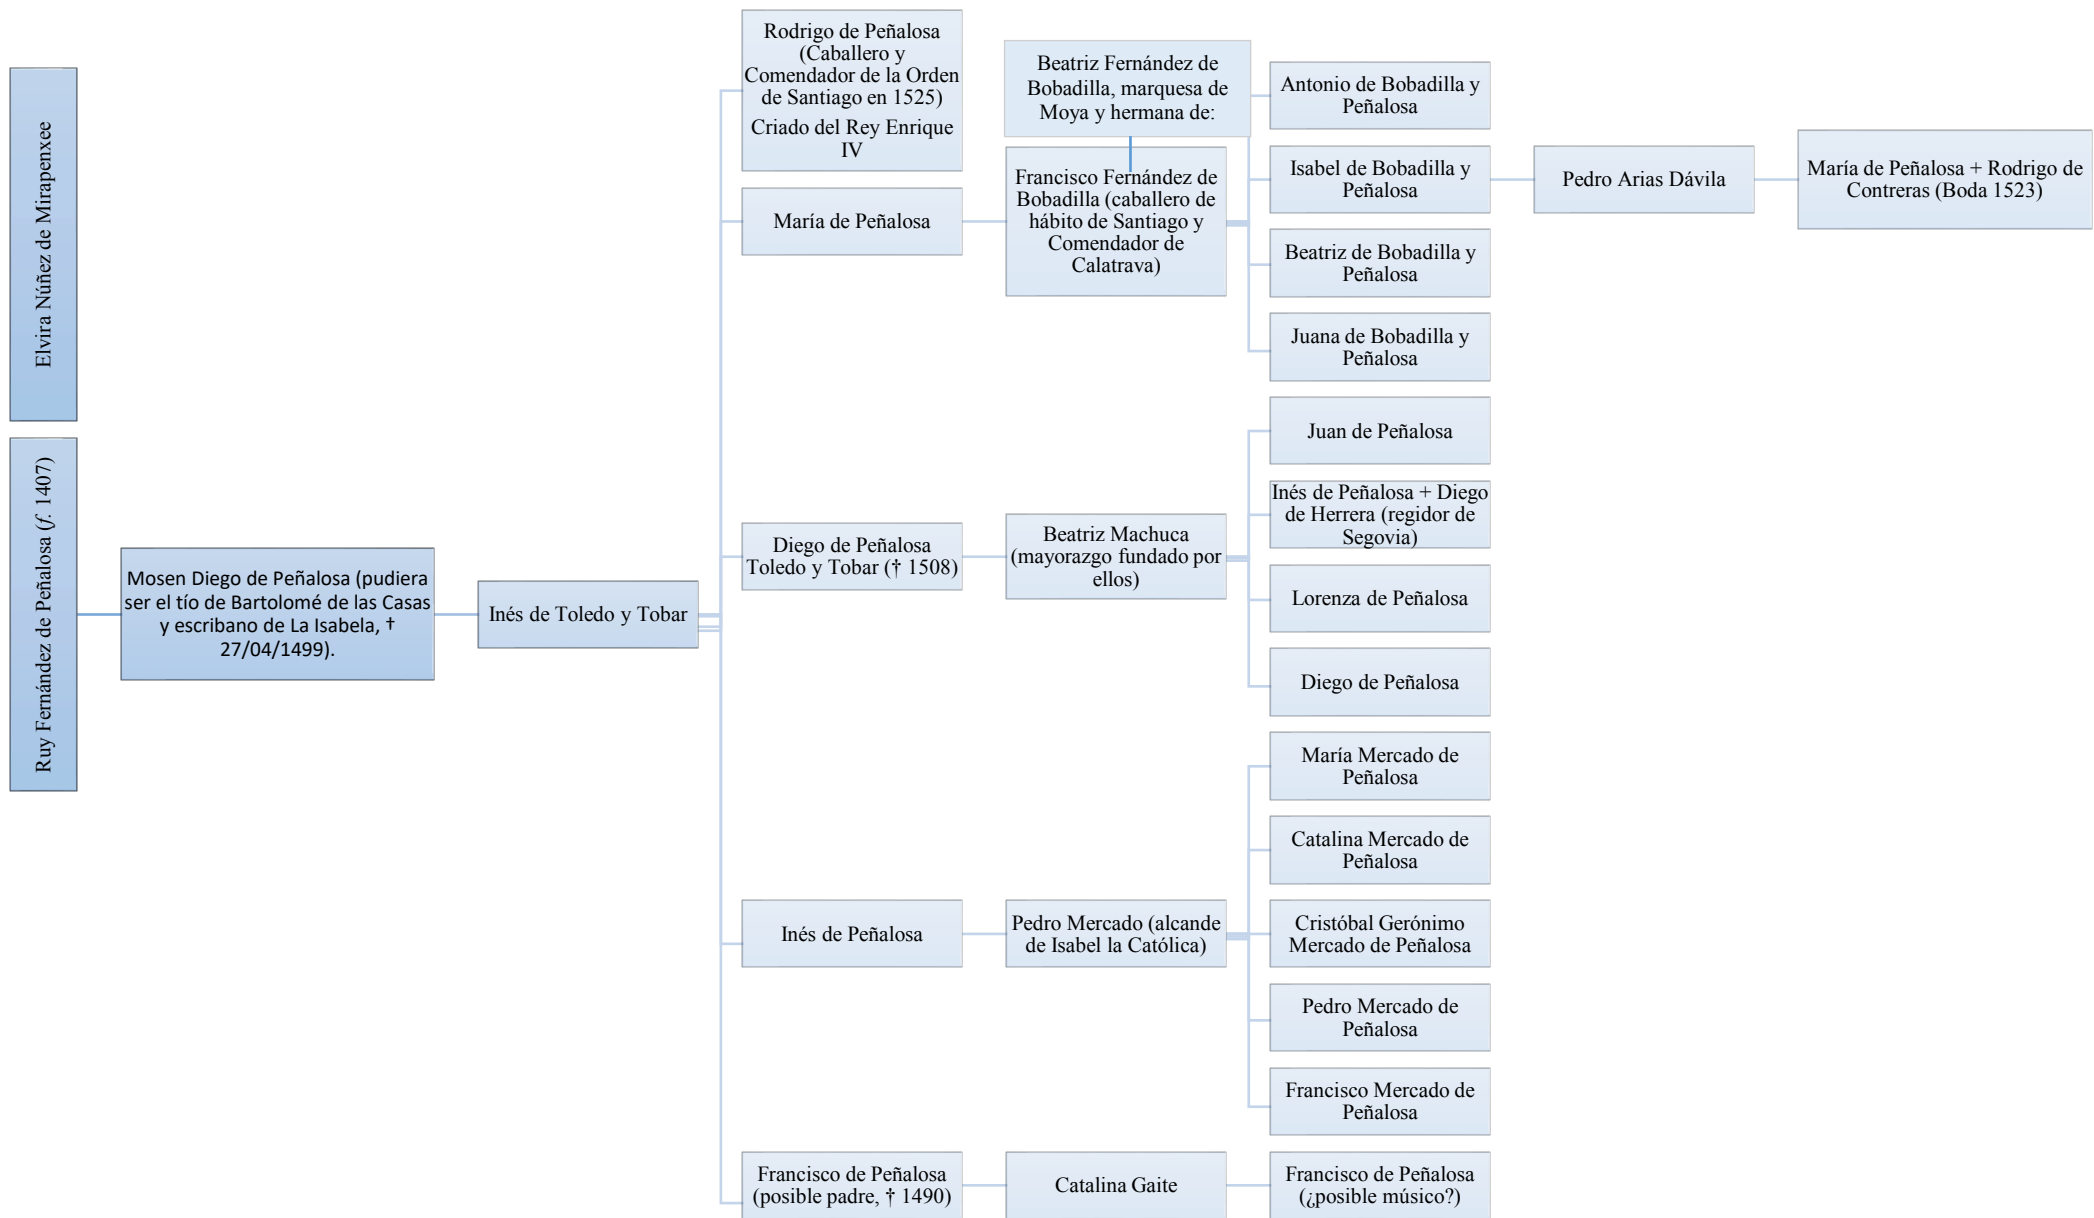 Elvira Núñez de Mirapenxee
Ruy Fernández de Peñalosa (f. 1407)
Mosen Diego de Peñalosa (pudiera
ser el tío de Bartolomé de las Casas
y escribano de La Isabela, †
27/04/1499).
Inés de Toledo y Tobar
Rodrigo de Peñalosa
(Caballero y
Comendador de la Orden
de Santiago en 1525)
Criado del Rey Enrique
IV
María de Peñalosa
Beatriz Fernández de
Bobadilla, marquesa de
Moya y hermana de:
Francisco Fernández de
Bobadilla (caballero de
hábito de Santiago y
Comendador de
Calatrava)
Antonio de Bobadilla y
Peñalosa
Isabel de Bobadilla y
Peñalosa
Pedro Arias Dávila
María de Peñalosa + Rodrigo de
Contreras (Boda 1523)
Beatriz de Bobadilla y
Peñalosa
Juana de Bobadilla y
Peñalosa
Diego de Peñalosa
Toledo y Tobar († 1508)
Beatriz Machuca
(mayorazgo fundado por
ellos)
Juan de Peñalosa
Inés de Peñalosa + Diego
de Herrera (regidor de
Segovia)
Lorenza de Peñalosa
Diego de Peñalosa
Inés de Peñalosa
Pedro Mercado (alcande
de Isabel la Católica)
María Mercado de
Peñalosa
Catalina Mercado de
Peñalosa
Cristóbal Gerónimo
Mercado de Peñalosa
Pedro Mercado de
Peñalosa
Francisco Mercado de
Peñalosa
Francisco de Peñalosa
(posible padre, † 1490)
Catalina Gaite
Francisco de Peñalosa
(¿posible músico?)